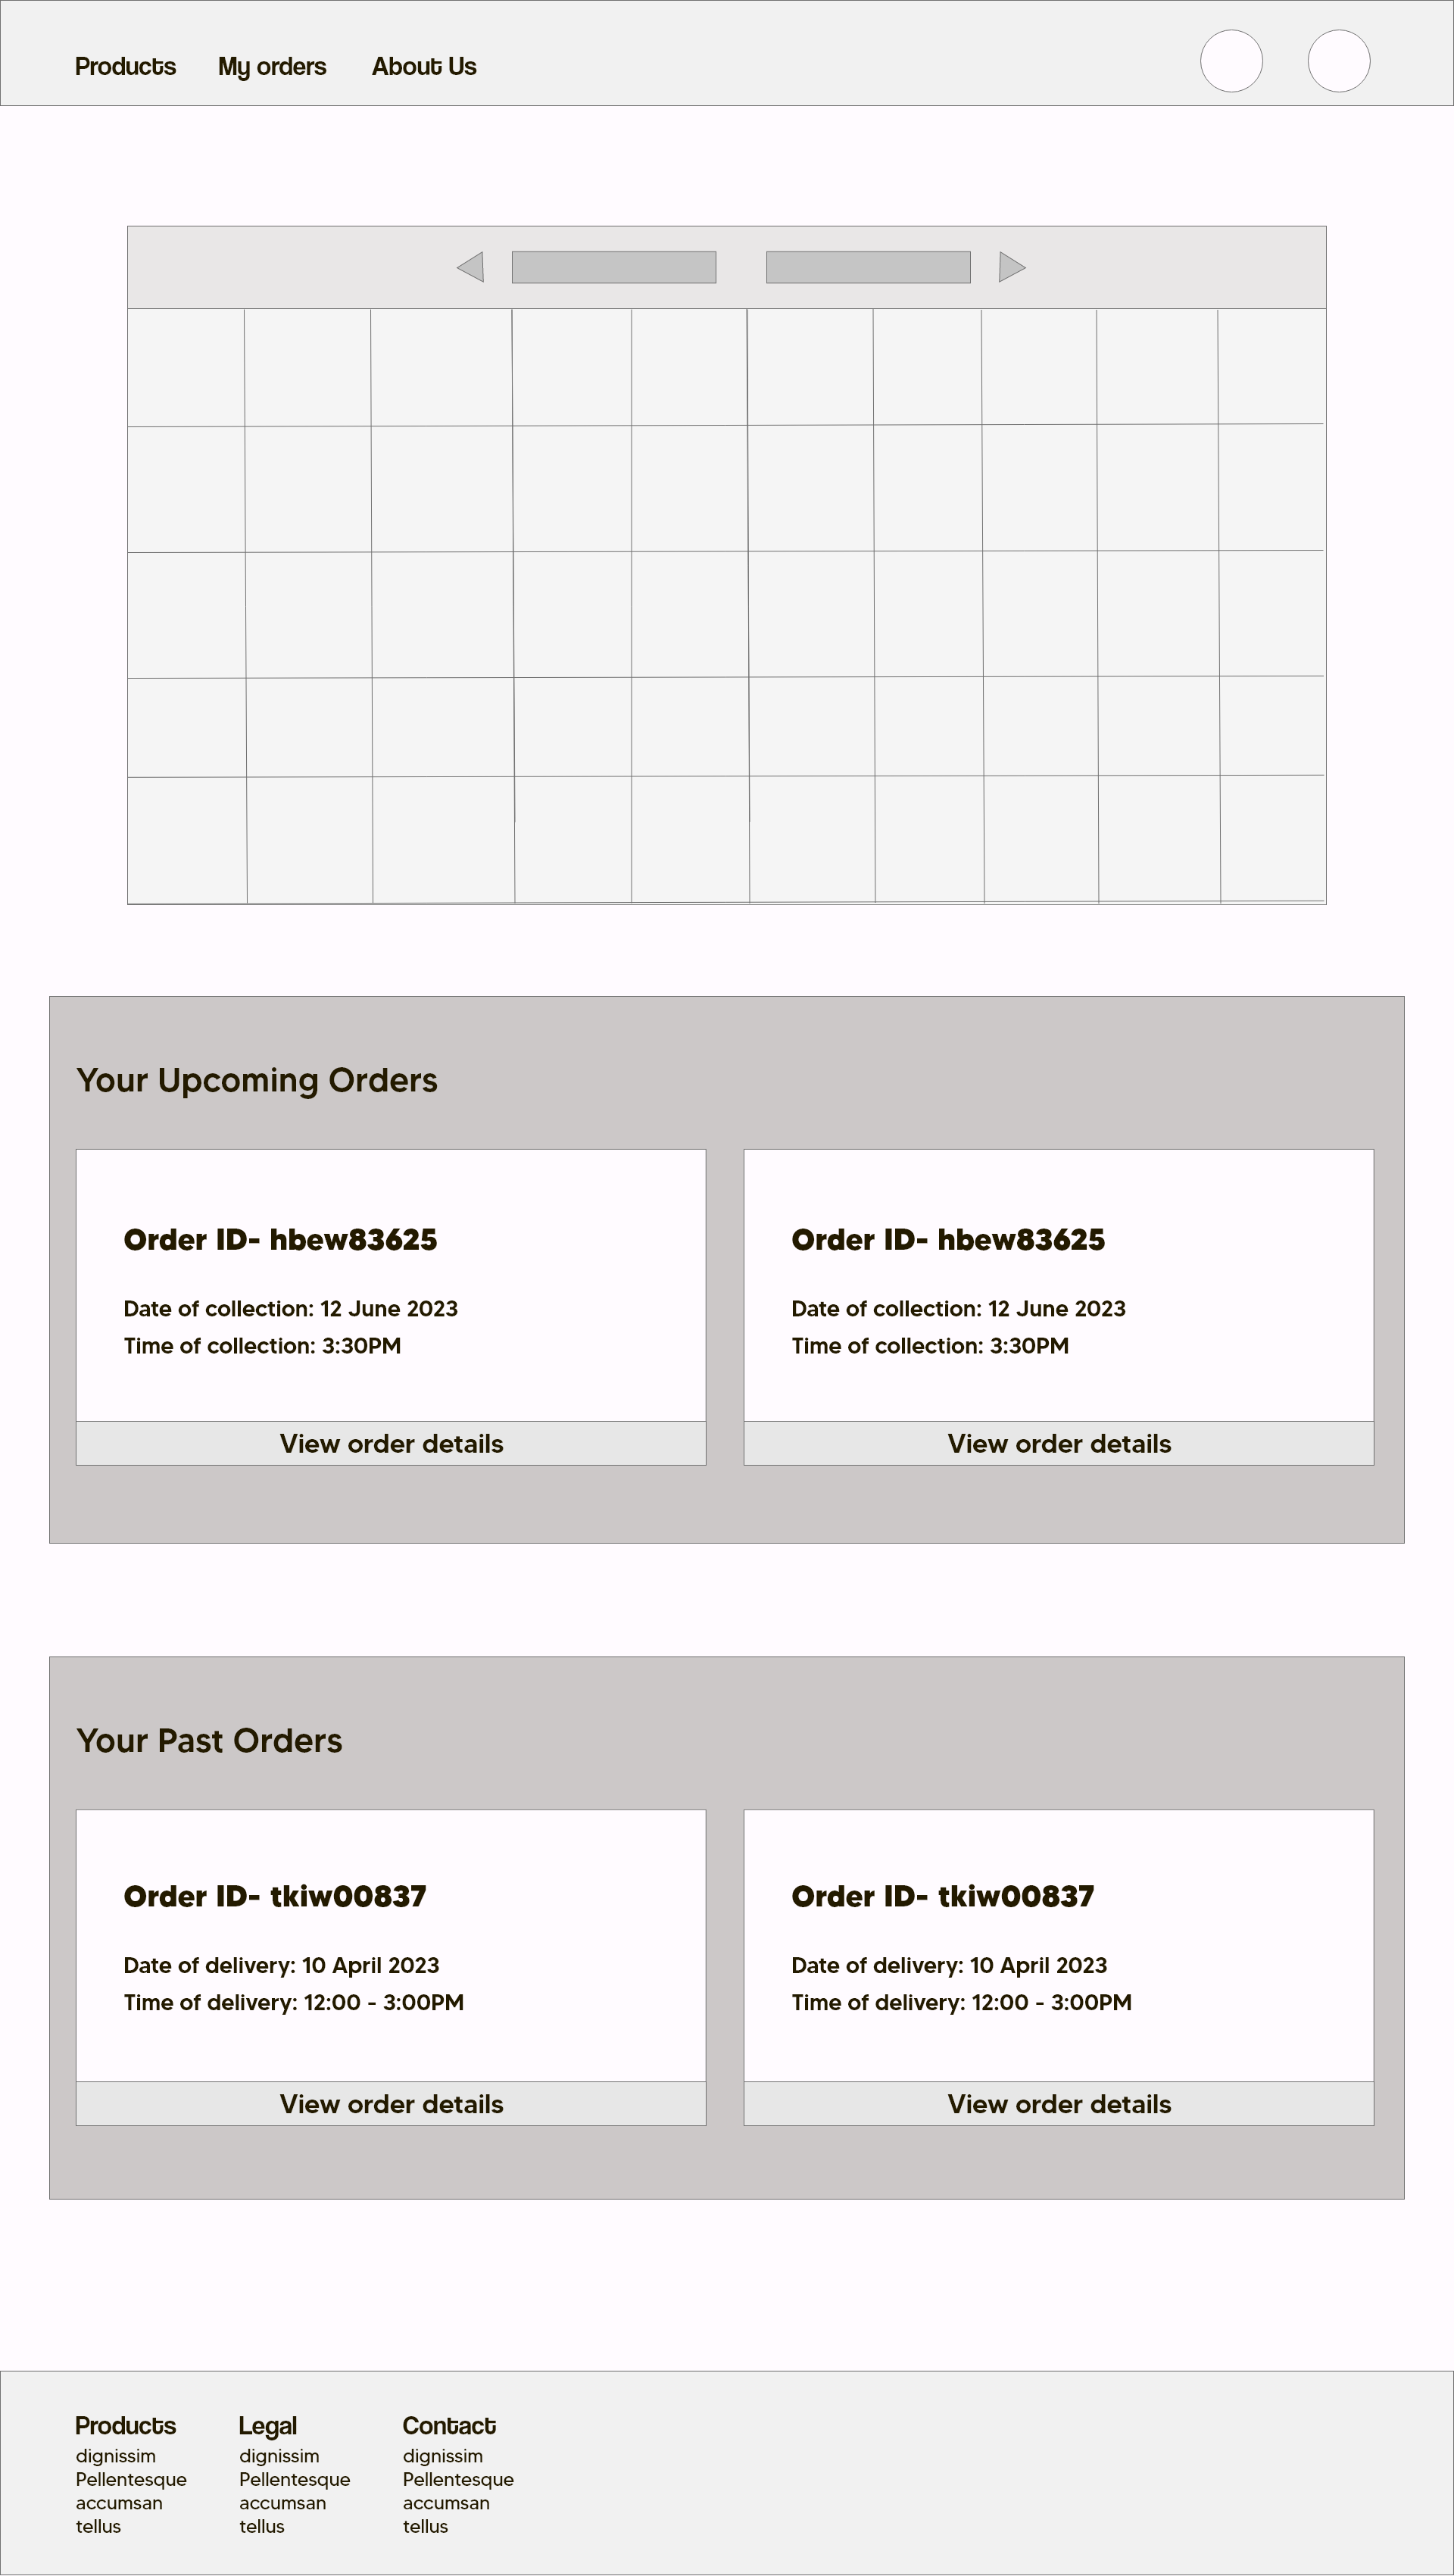 Products My orders About Us
Your Upcoming Orders
Order ID- hbew83625
Date of collection: 12 June 2023
Time of collection: 3:30PM
View order details
Order ID- hbew83625
Date of collection: 12 June 2023
Time of collection: 3:30PM
View order details
Your Past Orders
Order ID- tkiw00837
Date of delivery: 10 April 2023
Time of delivery: 12:00 - 3:00PM
View order details
Order ID- tkiw00837
Date of delivery: 10 April 2023
Time of delivery: 12:00 - 3:00PM
View order details
Products
dignissim
Pellentesque
accumsan
tellus
Legal
dignissim
Pellentesque
accumsan
tellus
Contact
dignissim
Pellentesque
accumsan
tellus